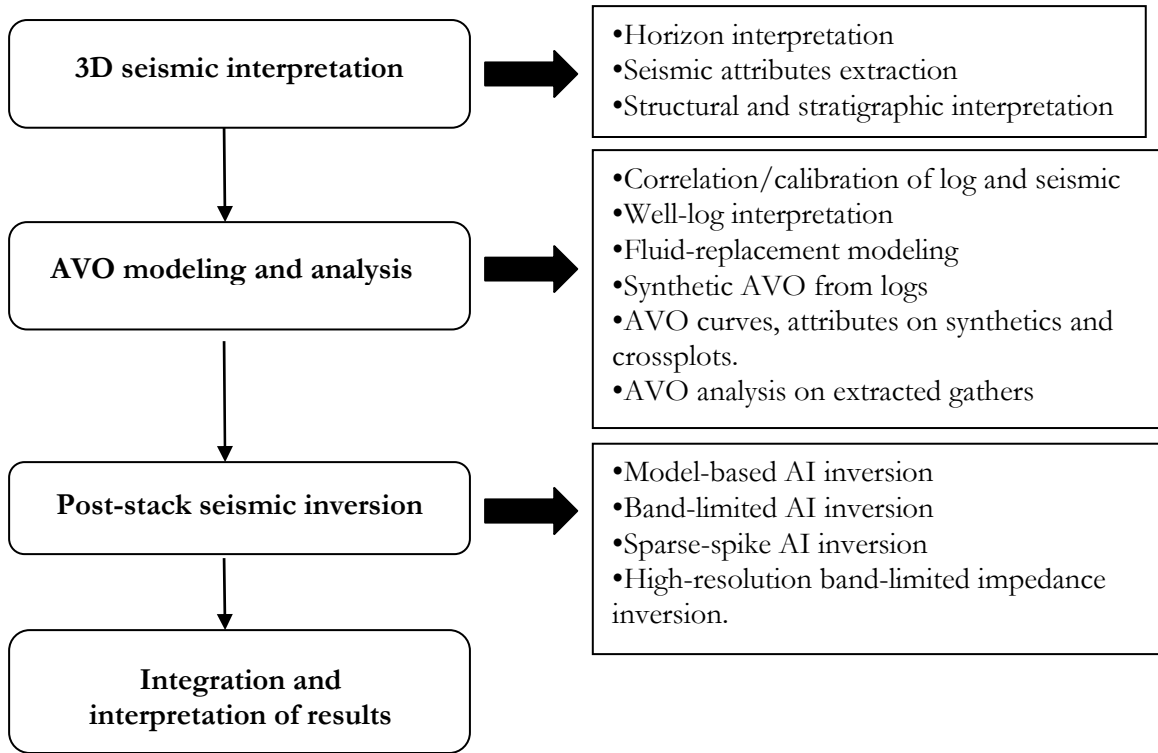 3D seismic interpretation
•Horizon interpretation
•Seismic attributes extraction
•Structural and stratigraphic interpretation
AVO modeling and analysis
•Correlation/calibration of log and seismic
•Well-log interpretation
•Fluid-replacement modeling
•Synthetic AVO from logs
•AVO curves, attributes on synthetics and
crossplots.
•AVO analysis on extracted gathers
Post-stack seismic inversion
•Model-based AI inversion
•Band-limited AI inversion
•Sparse-spike AI inversion
•High-resolution band-limited impedance
inversion.
Integration and
interpretation of results